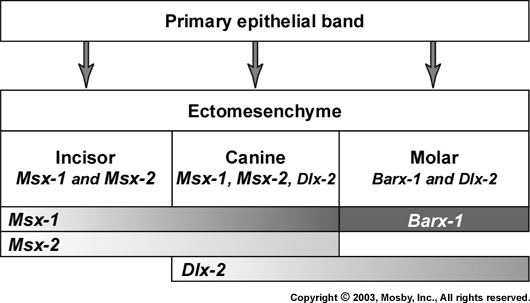 Primary epithelial band
Ectomesenchyme
Incisor
Msx-1 and Msx-2
Canine
Msx-1, Msx-2, Dlx-2
Molar
Barx-1 and Dlx-2
Msx-1
Barx-1
Msx-2
Dlx-2
Copyright © 2003, Mosby, Inc., All rights reserved.